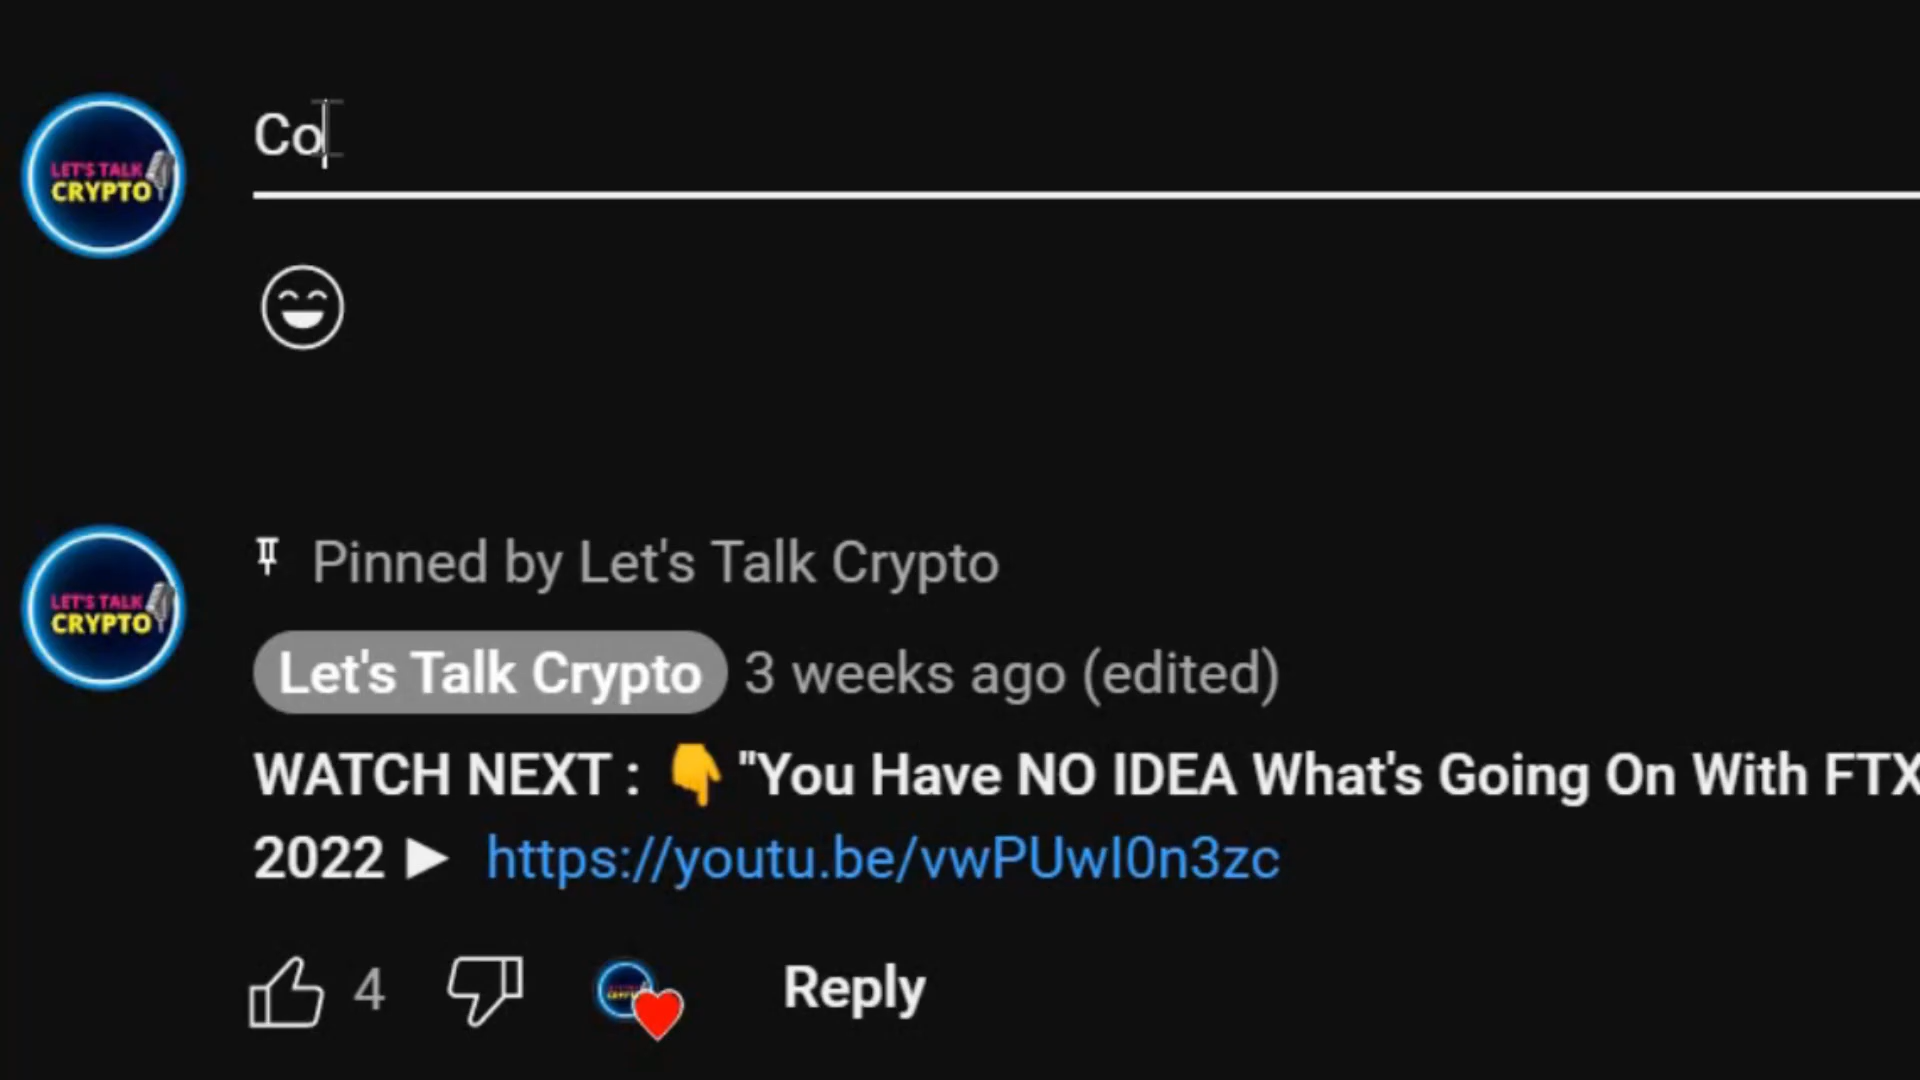 LET'S TALK
CRYPTO
Co
LET'S TALK
CRYPTO
Pinned by Let's Talk Crypto
Let's Talk Crypto 3 weeks ago (edited)
WATCH NEXT : 👇 "You Have NO IDEA What's Going On With FTX
2022 ▶ https://youtu.be/vwPUwI0n3zc
4 Reply